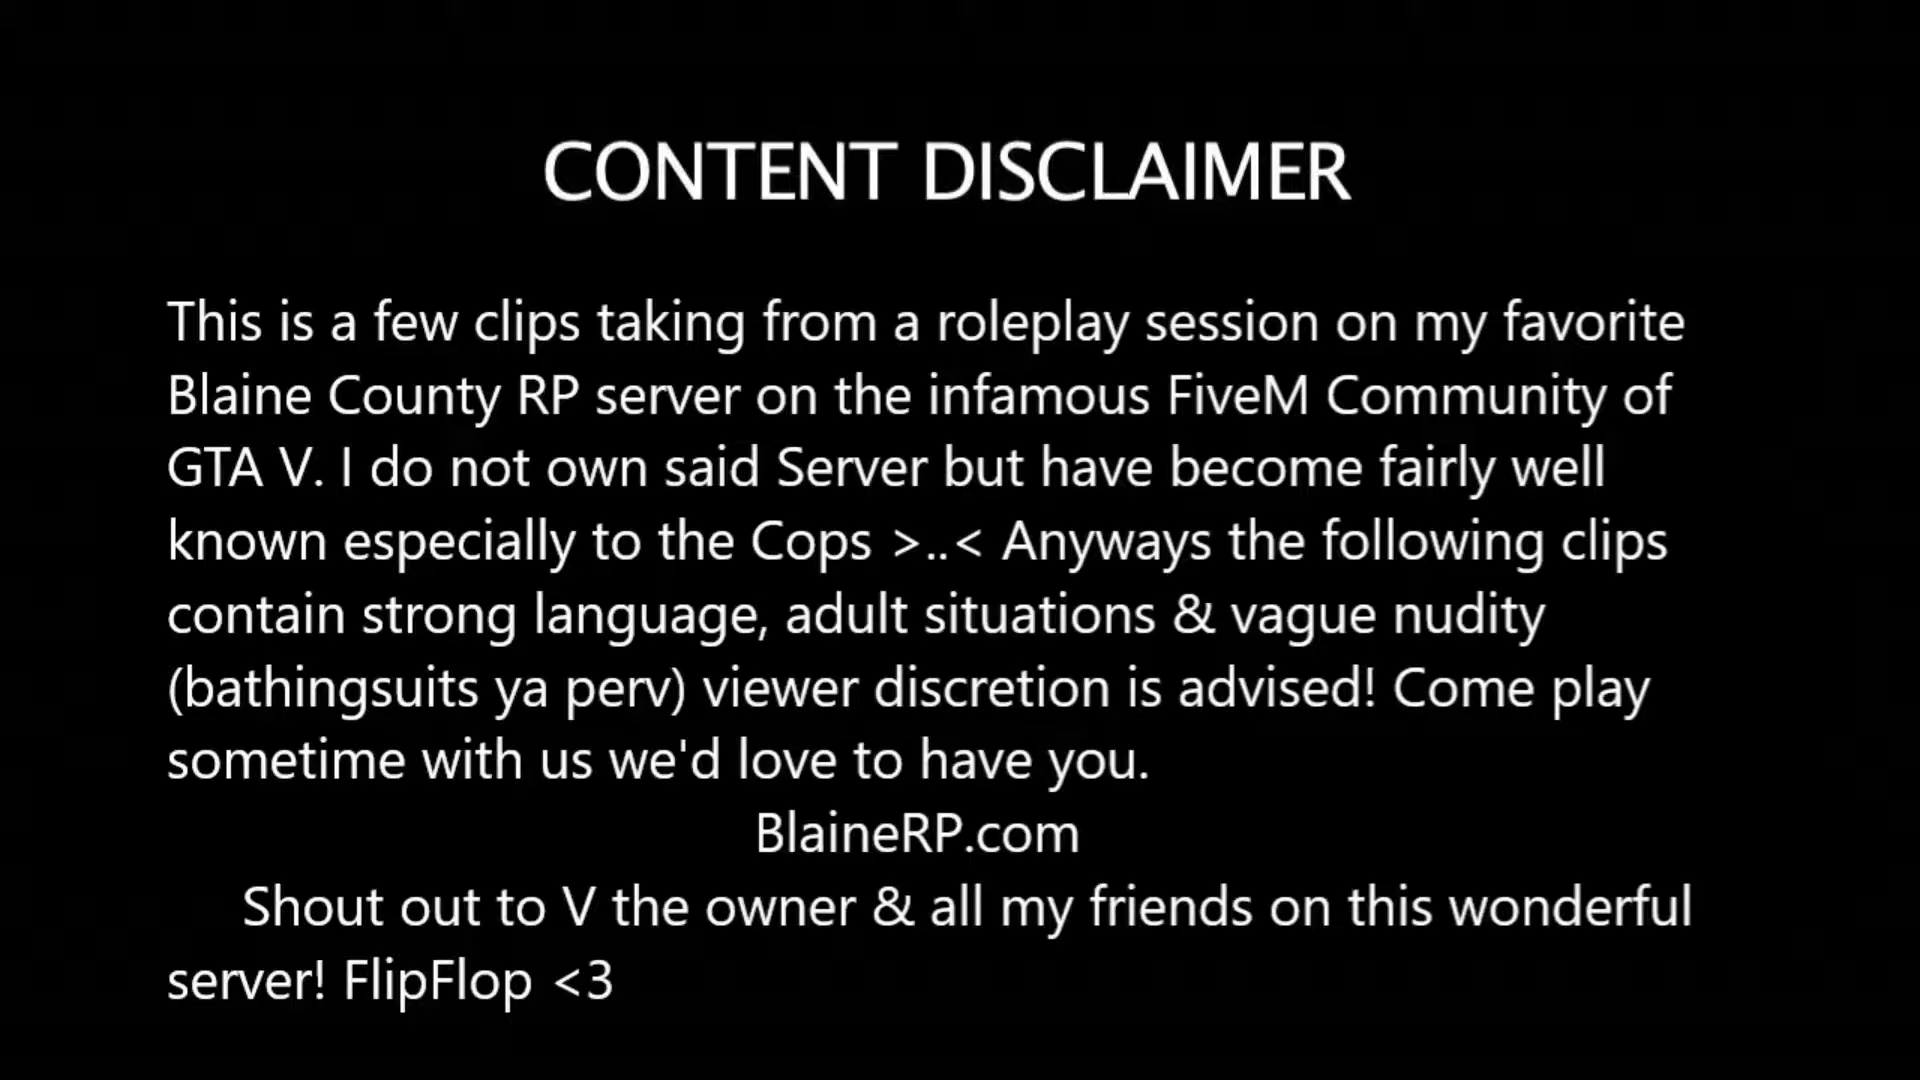 CONTENT DISCLAIMER
This is a few clips taking from a roleplay session on my favorite
Blaine County RP server on the infamous FiveM Community of
GTA V. I do not own said Server but have become fairly well
known especially to the Cops >..< Anyways the following clips
contain strong language, adult situations & vague nudity
(bathingsuits ya perv) viewer discretion is advised! Come play
sometime with us we'd love to have you.
BlaineRP.com
Shout out to V the owner & all my friends on this wonderful
server! FlipFlop <3